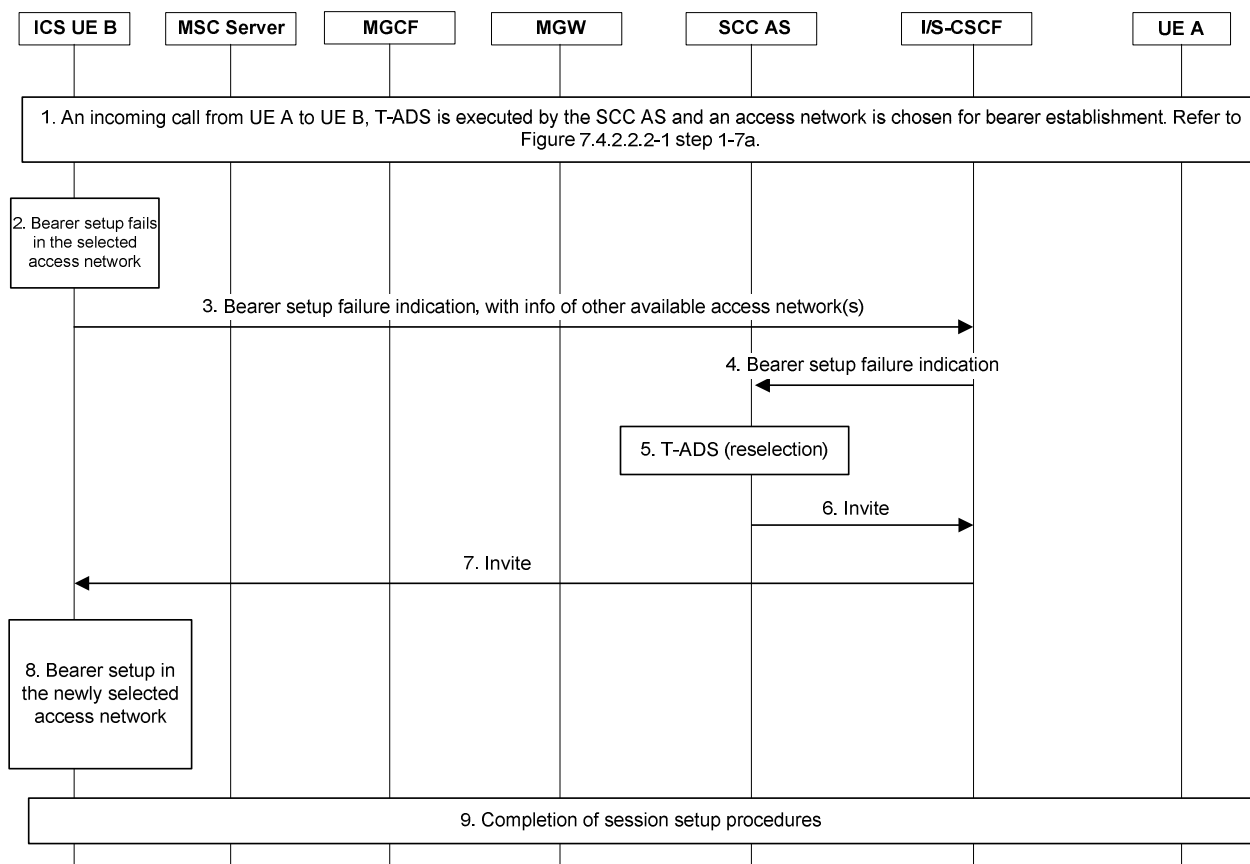 ICS UE B
MSC Server
MGCF
MGW
SCC AS
I/S-CSCF
UE A
1. An incoming call from UE A to UE B, T-ADS is executed by the SCC AS and an access network is chosen for bearer establishment. Refer to
Figure 7.4.2.2.2-1 step 1-7a.
2. Bearer setup fails
in the selected
access network
3. Bearer setup failure indication, with info of other available access network(s)
4. Bearer setup failure indication
5. T-ADS (reselection)
6. Invite
7. Invite
8. Bearer setup in
the newly selected
access network
9. Completion of session setup procedures